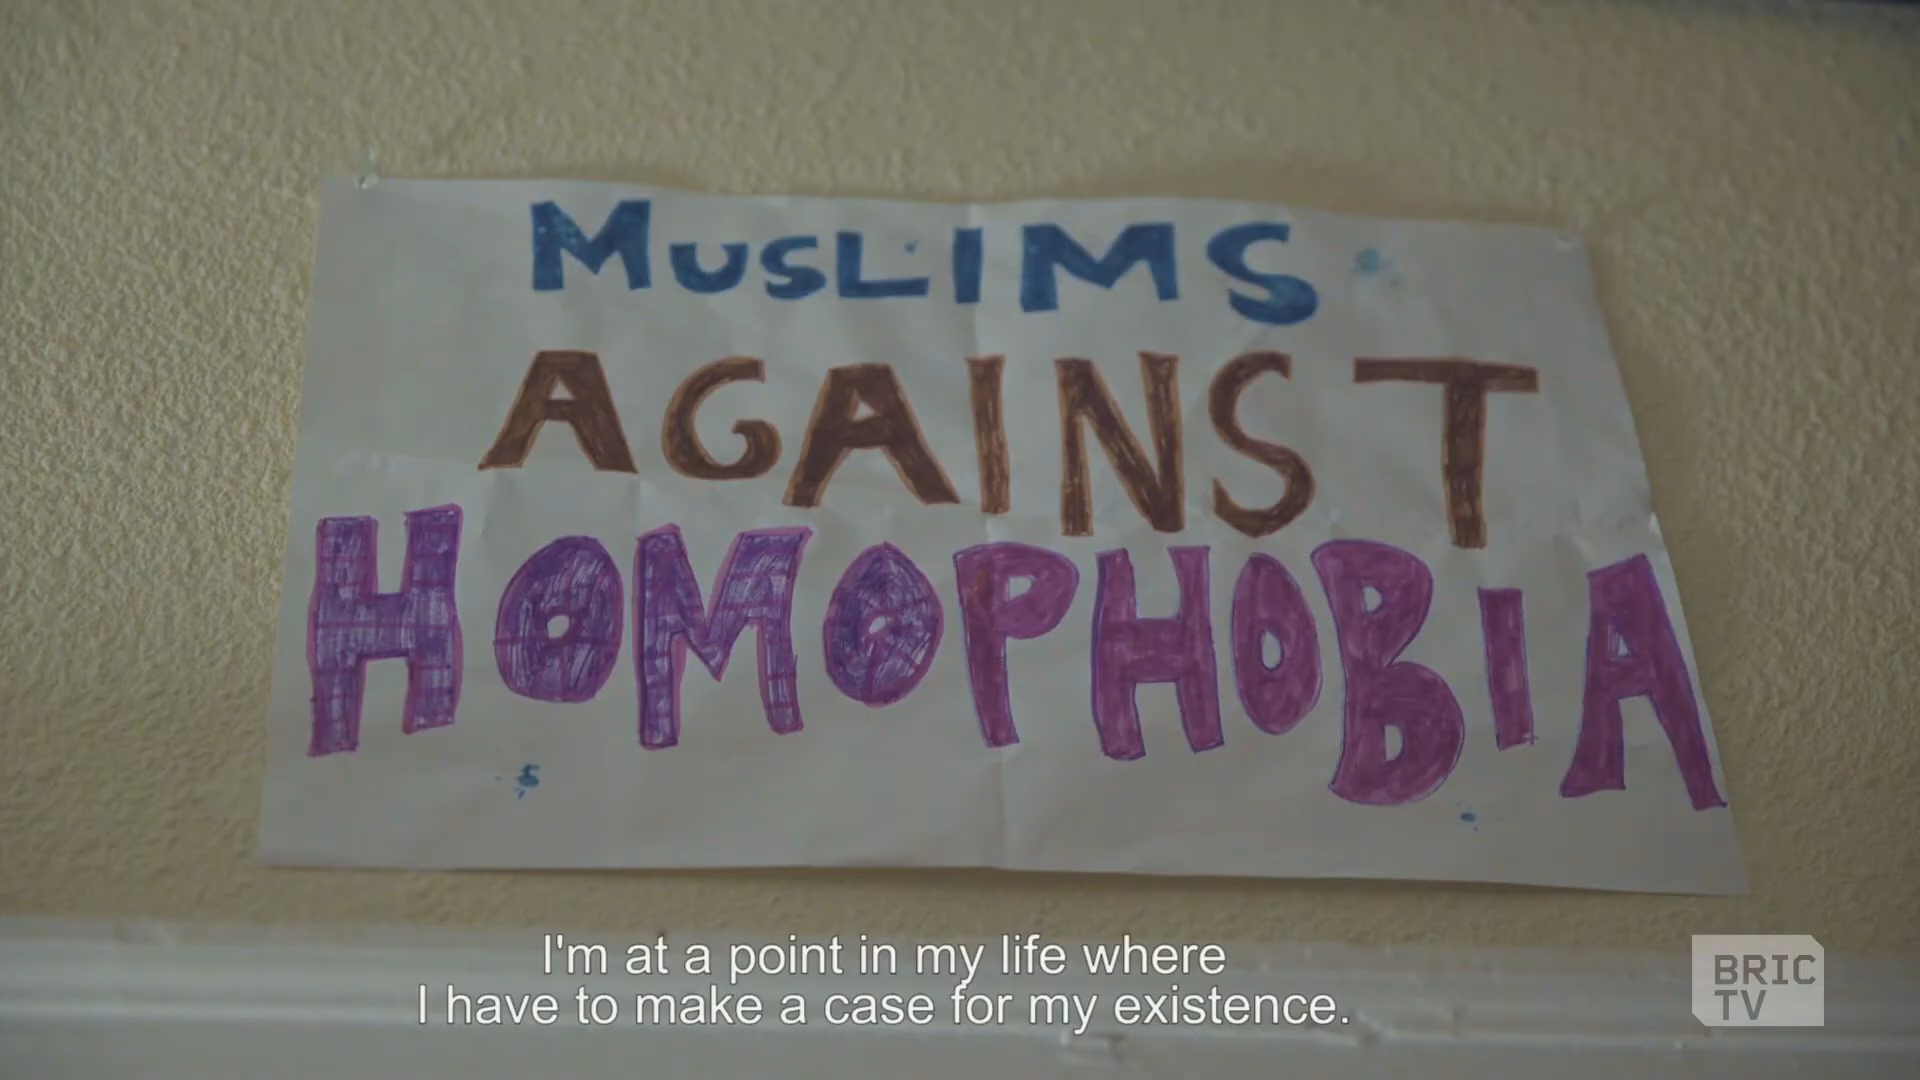 MUSLIMS
AGAINST
HOMOPHOBIA
I'm at a point in my life where
I have to make a case for my existence.
BRIC
TV